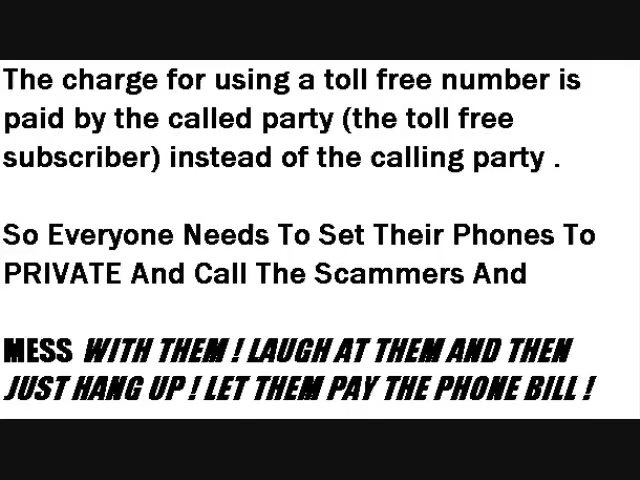 The charge for using a toll free number is
paid by the called party (the toll free
subscriber) instead of the calling party .
So Everyone Needs To Set Their Phones To
PRIVATE And Call The Scammers And
MESS WITH THEM ! LAUGH AT THEM AND THEN
JUST HANG UP ! LET THEM PAY THE PHONE BILL !